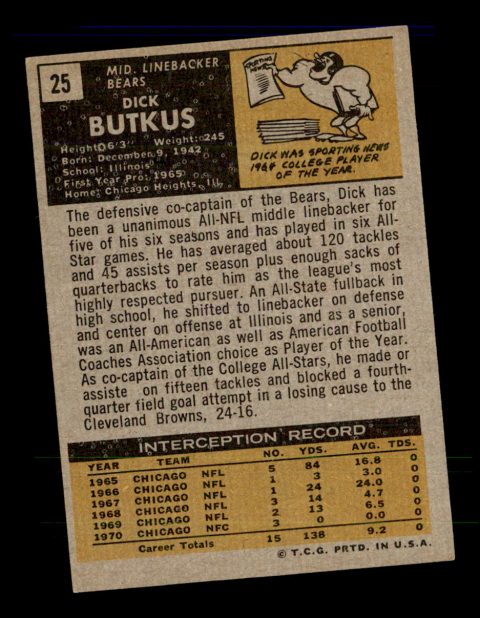 25
MID. LINEBACKER
BEARS
DICK
BUTKUS
Height: 6'3" Weight: 245
Born: December 9, 1942
School: Illinois
First Year Pro: 1965
Home: Chicago Heights, Ill.
SPORTING
NEWS
DICK WAS SPORTING NEWS
1964 COLLEGE PLAYER
OF THE YEAR.
The defensive co-captain of the Bears, Dick has
been a unanimous All-NFL middle linebacker for
five of his six seasons and has played in six All-
Star games. He has averaged about 120 tackles
and 45 assists per season plus enough sacks of
quarterbacks to rate him as the league's most
highly respected pursuer. An All-State fullback in
high school, he shifted to linebacker on defense
and center on offense at Illinois and as a senior,
was an All-American as well as American Football
Coaches Association choice as Player of the Year.
As co-captain of the College All-Stars, he made or
assiste on fifteen tackles and blocked a fourth-
quarter field goal attempt in a losing cause to the
Cleveland Browns, 24-16.
INTERCEPTION RECORD
YEAR TEAM NO. YDS. AVG. TDS.
1965 CHICAGO NFL 5 84 16.8 0
1966 CHICAGO NFL 1 3 3.0 0
1967 CHICAGO NFL 1 24 24.0 0
1968 CHICAGO NFL 3 14 4.7 0
1969 CHICAGO NFL 2 13 6.5 0
1970 CHICAGO NFC 3 0 0.0 0
Career Totals 15 138 9.2 0
© T.C.G. PRTD. IN U.S.A.